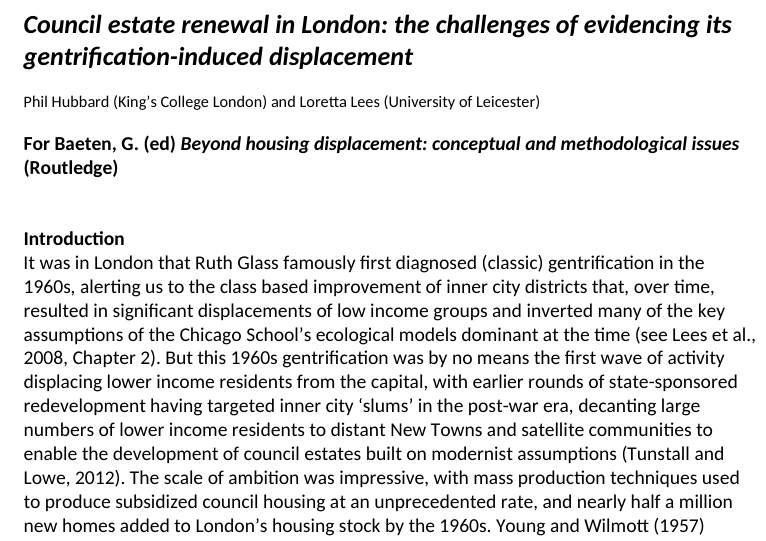 Council estate renewal in London: the challenges of evidencing its
gentrification-induced displacement
Phil Hubbard (King’s College London) and Loretta Lees (University of Leicester)
For Baeten, G. (ed) Beyond housing displacement: conceptual and methodological issues
(Routledge)
Introduction
It was in London that Ruth Glass famously first diagnosed (classic) gentrification in the
1960s, alerting us to the class based improvement of inner city districts that, over time,
resulted in significant displacements of low income groups and inverted many of the key
assumptions of the Chicago School’s ecological models dominant at the time (see Lees et al.,
2008, Chapter 2). But this 1960s gentrification was by no means the first wave of activity
displacing lower income residents from the capital, with earlier rounds of state-sponsored
redevelopment having targeted inner city ‘slums’ in the post-war era, decanting large
numbers of lower income residents to distant New Towns and satellite communities to
enable the development of council estates built on modernist assumptions (Tunstall and
Lowe, 2012). The scale of ambition was impressive, with mass production techniques used
to produce subsidized council housing at an unprecedented rate, and nearly half a million
new homes added to London’s housing stock by the 1960s. Young and Wilmott (1957)